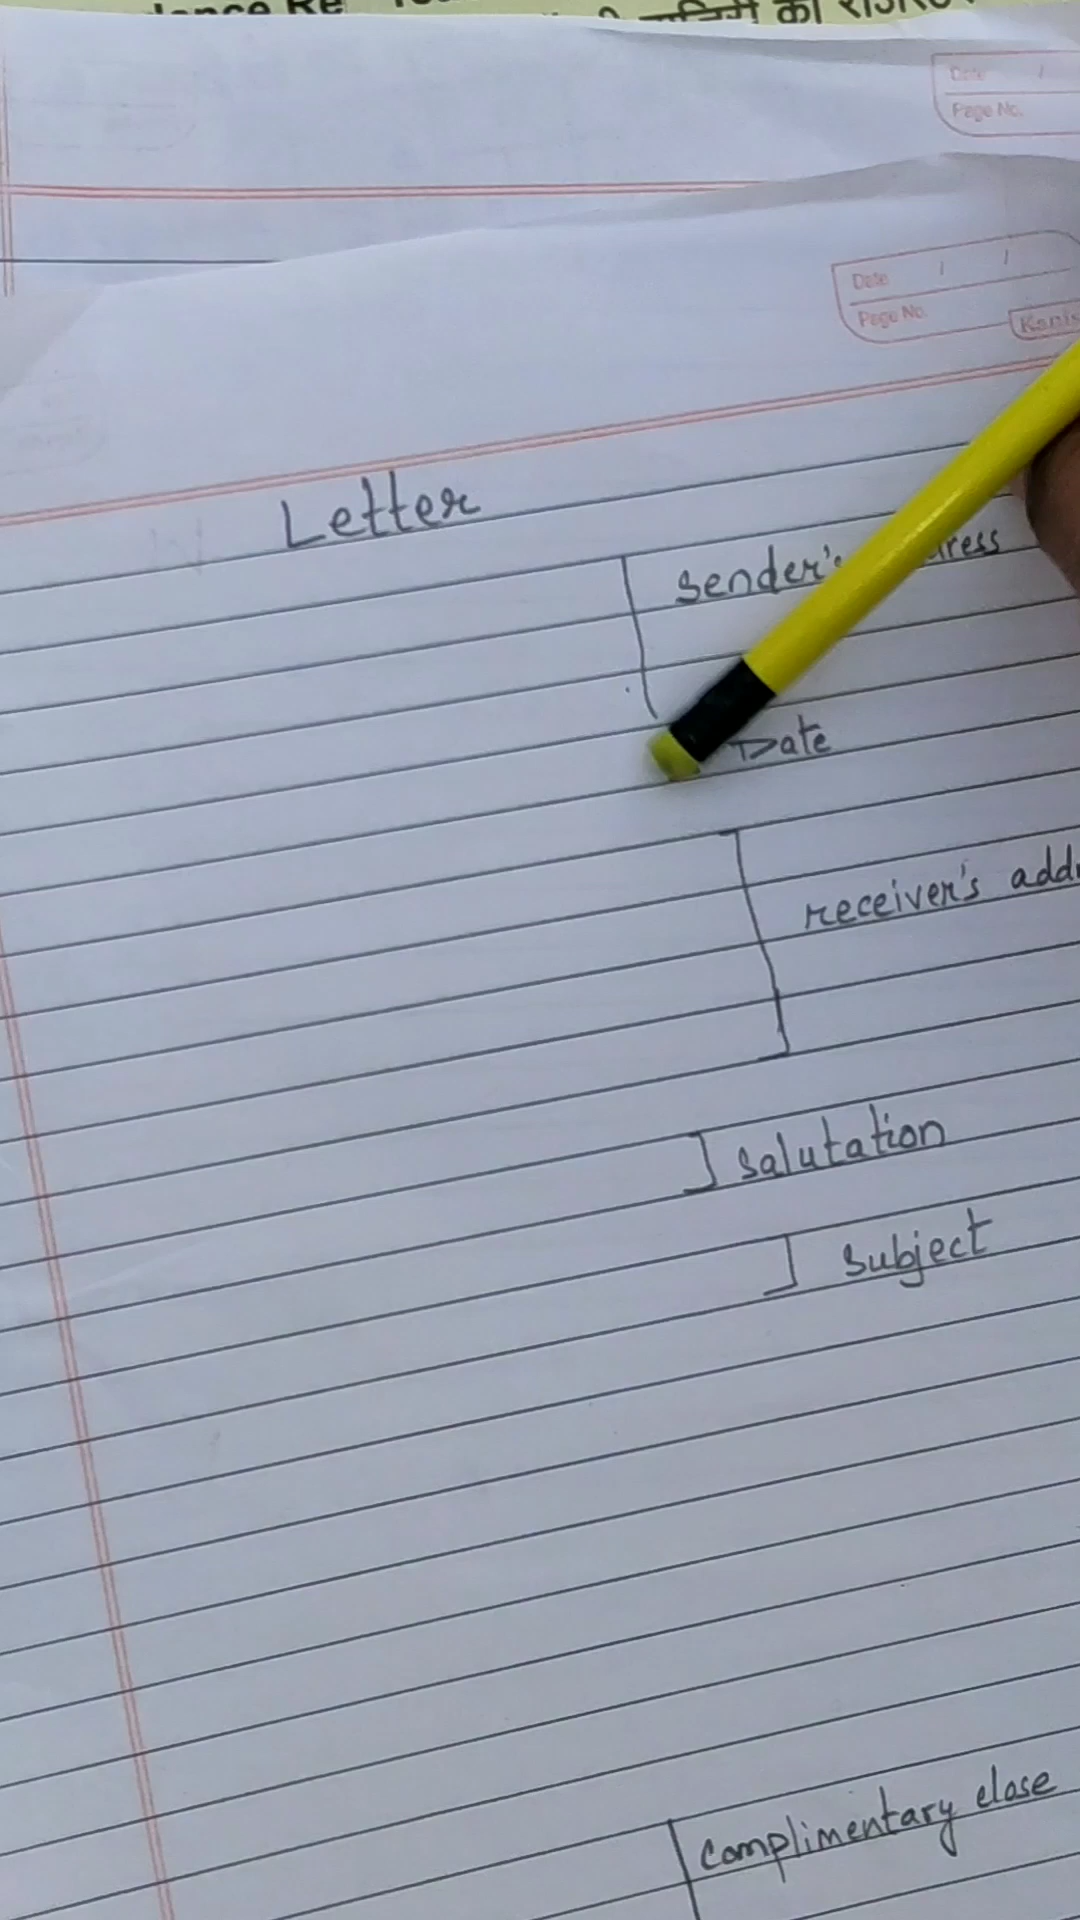 Date / 
Page No.
Date / /
Page No.
Letter
Sender's
Date
receiver's
salutation
subject
complimentary close